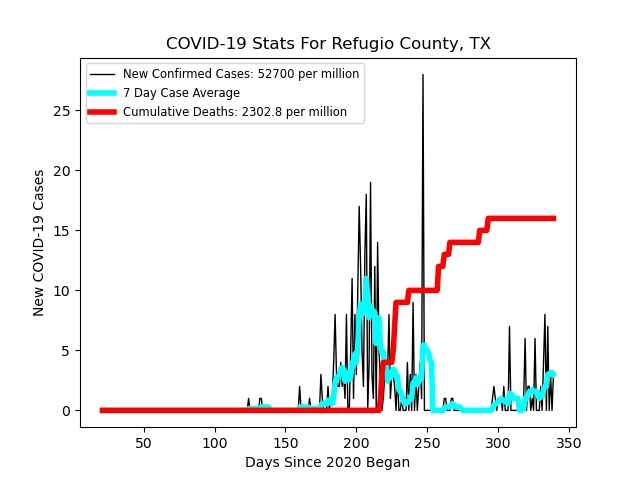 COVID-19 Stats For Refugio County, TX
New Confirmed Cases: 52700 per million
7 Day Case Average
Cumulative Deaths: 2302.8 per million
New COVID-19 Cases
25
20
15
10
5
0
50
100
150
200
250
300
350
Days Since 2020 Began